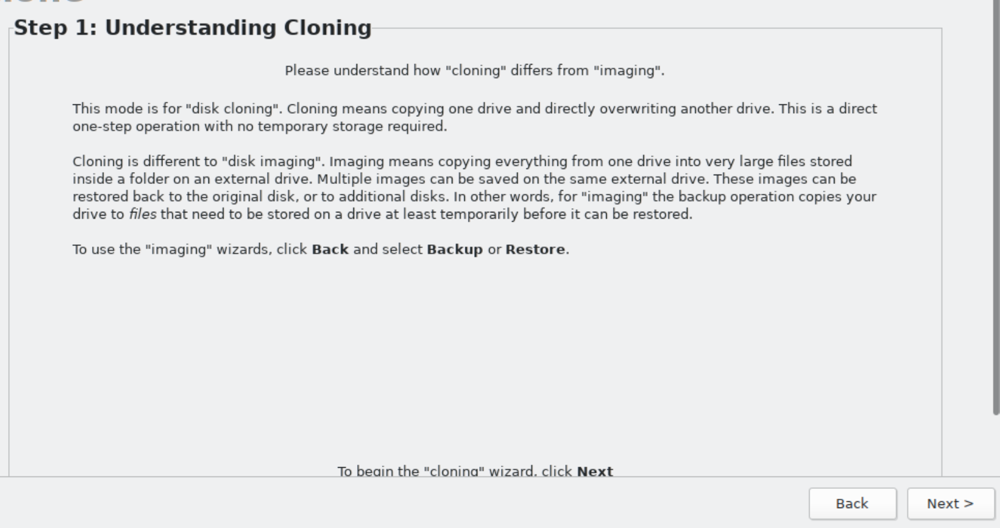 Step 1: Understanding Cloning
Please understand how "cloning" differs from "imaging".
This mode is for "disk cloning". Cloning means copying one drive and directly overwriting another drive. This is a direct
one-step operation with no temporary storage required.
Cloning is different to "disk imaging". Imaging means copying everything from one drive into very large files stored
inside a folder on an external drive. Multiple images can be saved on the same external drive. These images can be
restored back to the original disk, or to additional disks. In other words, for "imaging" the backup operation copies your
drive to files that need to be stored on a drive at least temporarily before it can be restored.
To use the "imaging" wizards, click Back and select Backup or Restore.
To begin the "cloning" wizard, click Next
Back
Next >